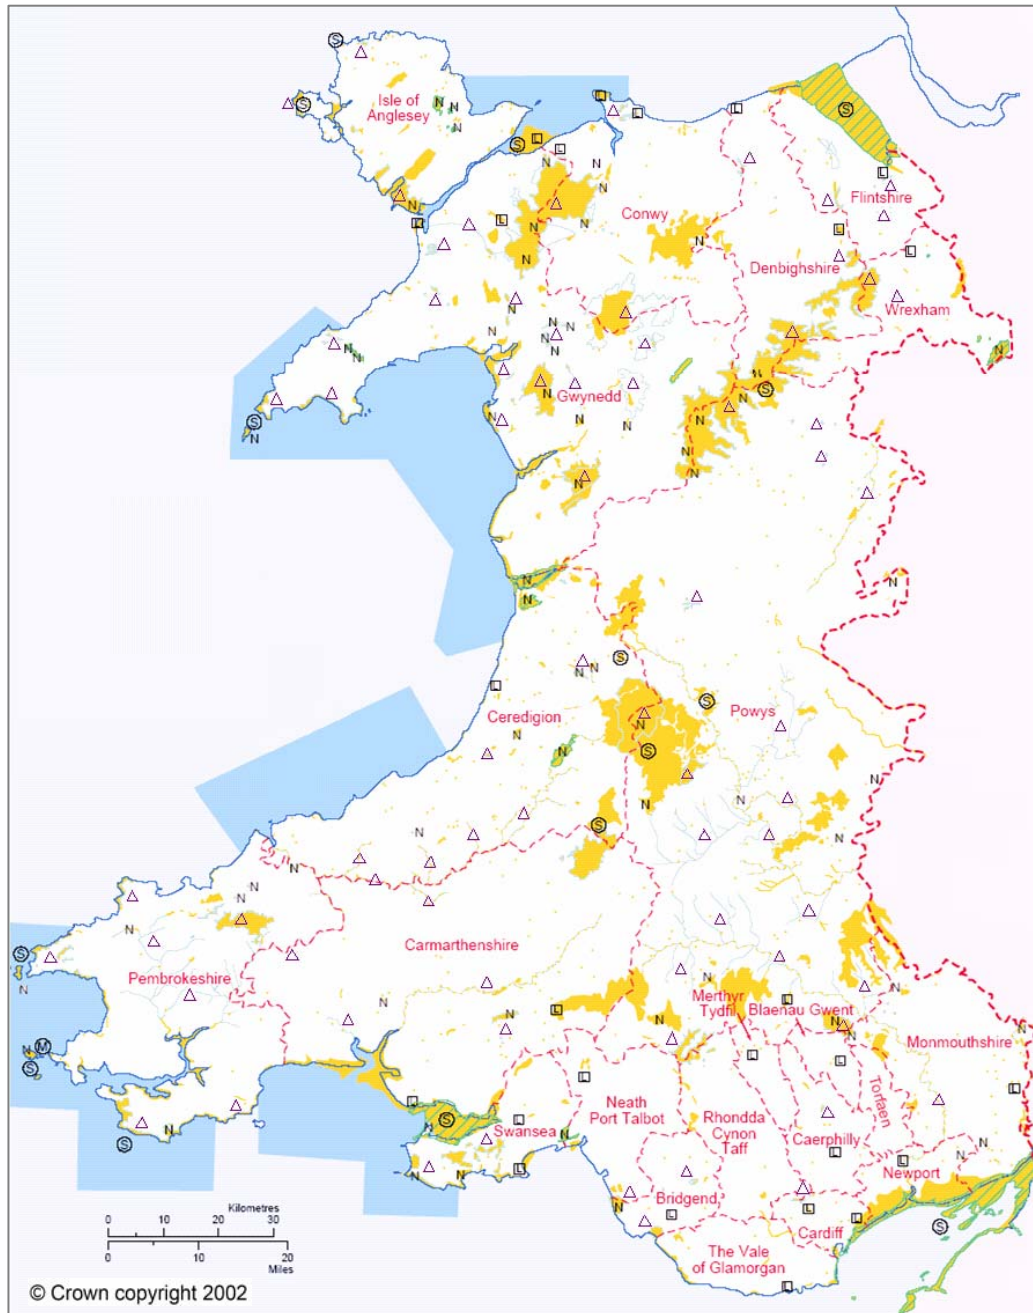 Isle of
Anglesey
Conwy
Flintshire
Denbighshire
Wrexham
Gwynedd
Ceredigion
Powys
Carmarthenshire
Pembrokeshire
Merthyr
Tydfil
Blaenau Gwent
Monmouthshire
Neath
Port Talbot
Rhondda
Cynon
Taff
Torfaen
Caerphilly
Swansea
Newport
Bridgend
Cardiff
The Vale
of Glamorgan
Kilometres
0 10 20 30
0 10 20
Miles
© Crown copyright 2002